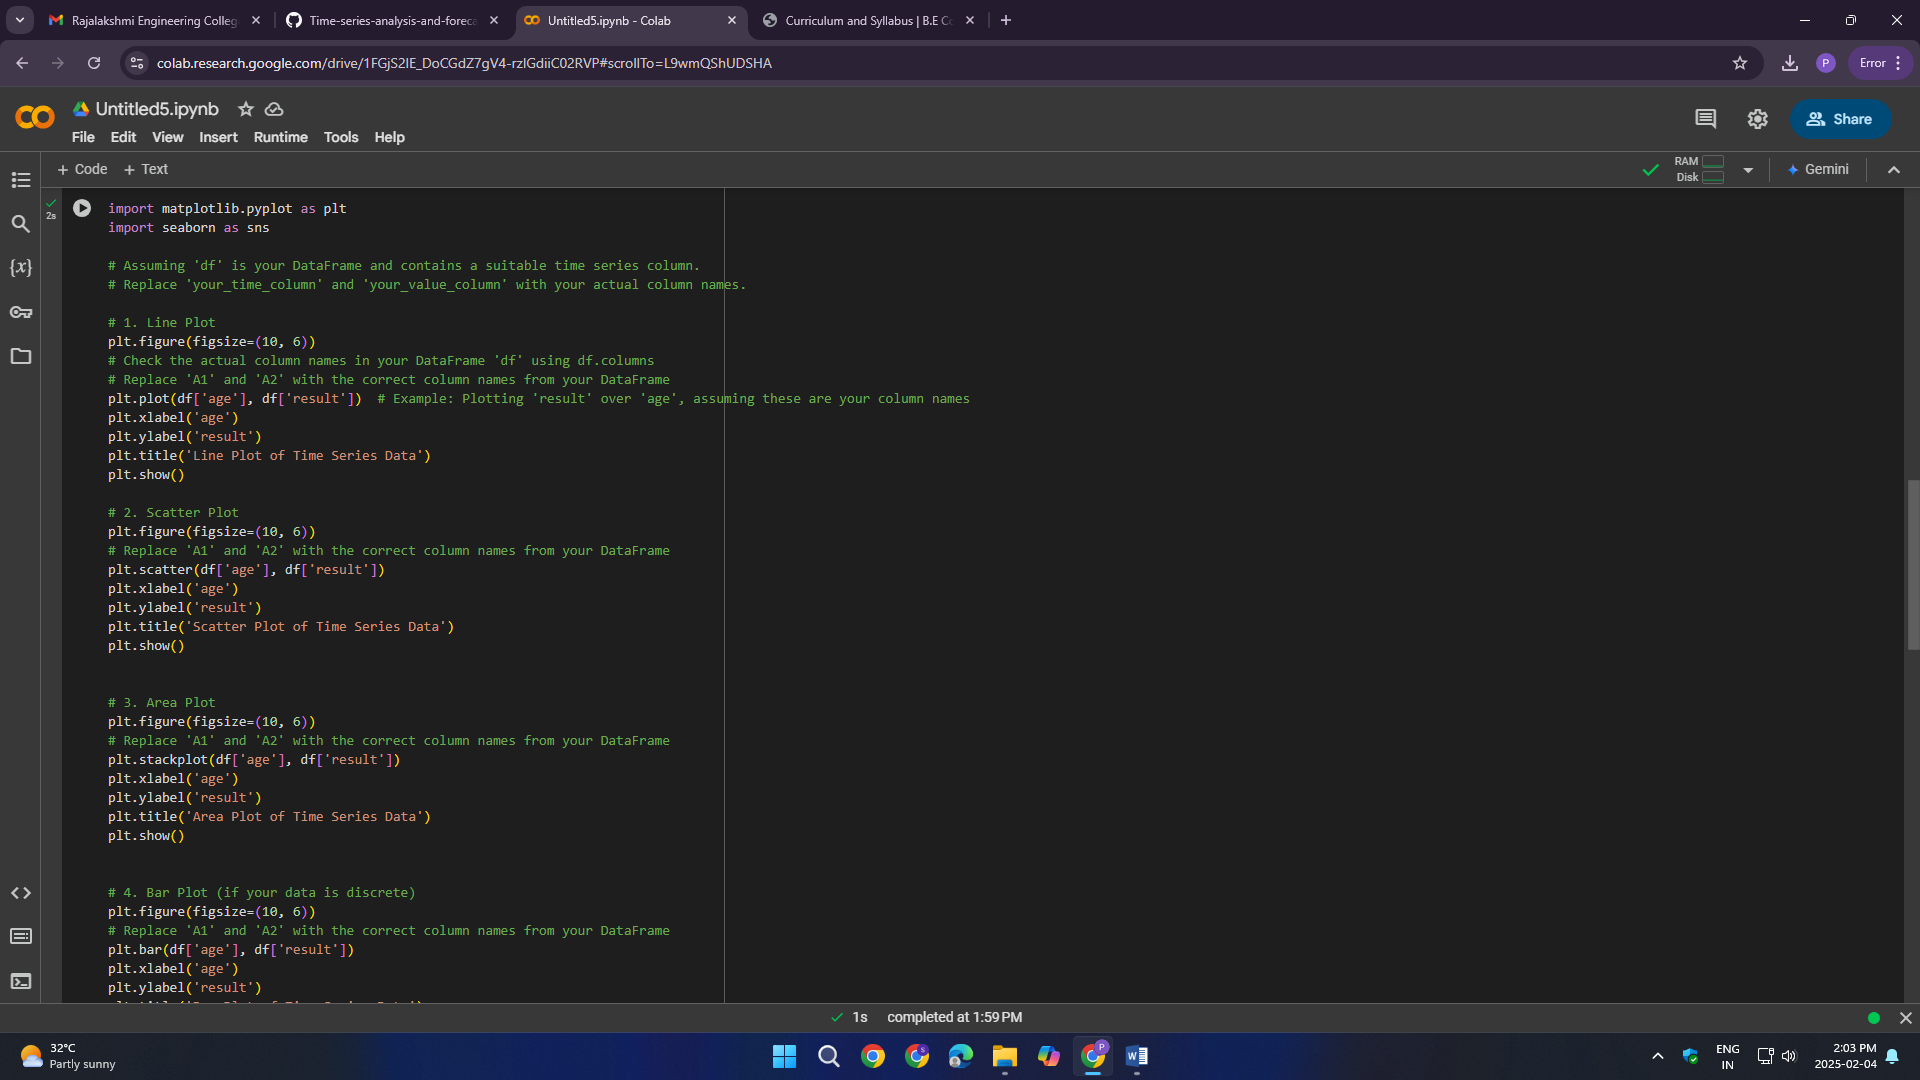 Rajalakshmi Engineering Colleg
Time-series-analysis-and-foreca
Untitled5.ipynb - Colab
Curriculum and Syllabus | B.E Co
colab.research.google.com/drive/1FGjS2lE_DoCGdZ7gV4-rzlGdiiC02RVP#scrollTo=L9wmQShUDSHA
P
Error
Untitled5.ipynb
File Edit View Insert Runtime Tools Help
Share
+ Code + Text
RAM
Disk
Gemini
2s
{x}
import matplotlib.pyplot as plt
import seaborn as sns
# Assuming 'df' is your DataFrame and contains a suitable time series column.
# Replace 'your_time_column' and 'your_value_column' with your actual column names.
# 1. Line Plot
plt.figure(figsize=(10, 6))
# Check the actual column names in your DataFrame 'df' using df.columns
# Replace 'A1' and 'A2' with the correct column names from your DataFrame
plt.plot(df['age'], df['result'])  # Example: Plotting 'result' over 'age', assuming these are your column names
plt.xlabel('age')
plt.ylabel('result')
plt.title('Line Plot of Time Series Data')
plt.show()
# 2. Scatter Plot
plt.figure(figsize=(10, 6))
# Replace 'A1' and 'A2' with the correct column names from your DataFrame
plt.scatter(df['age'], df['result'])
plt.xlabel('age')
plt.ylabel('result')
plt.title('Scatter Plot of Time Series Data')
plt.show()
# 3. Area Plot
plt.figure(figsize=(10, 6))
# Replace 'A1' and 'A2' with the correct column names from your DataFrame
plt.stackplot(df['age'], df['result'])
plt.xlabel('age')
plt.ylabel('result')
plt.title('Area Plot of Time Series Data')
plt.show()
# 4. Bar Plot (if your data is discrete)
plt.figure(figsize=(10, 6))
# Replace 'A1' and 'A2' with the correct column names from your DataFrame
plt.bar(df['age'], df['result'])
plt.xlabel('age')
plt.ylabel('result')
1s completed at 1:59 PM
32°C
Partly sunny
ENG
IN
2:03 PM
2025-02-04